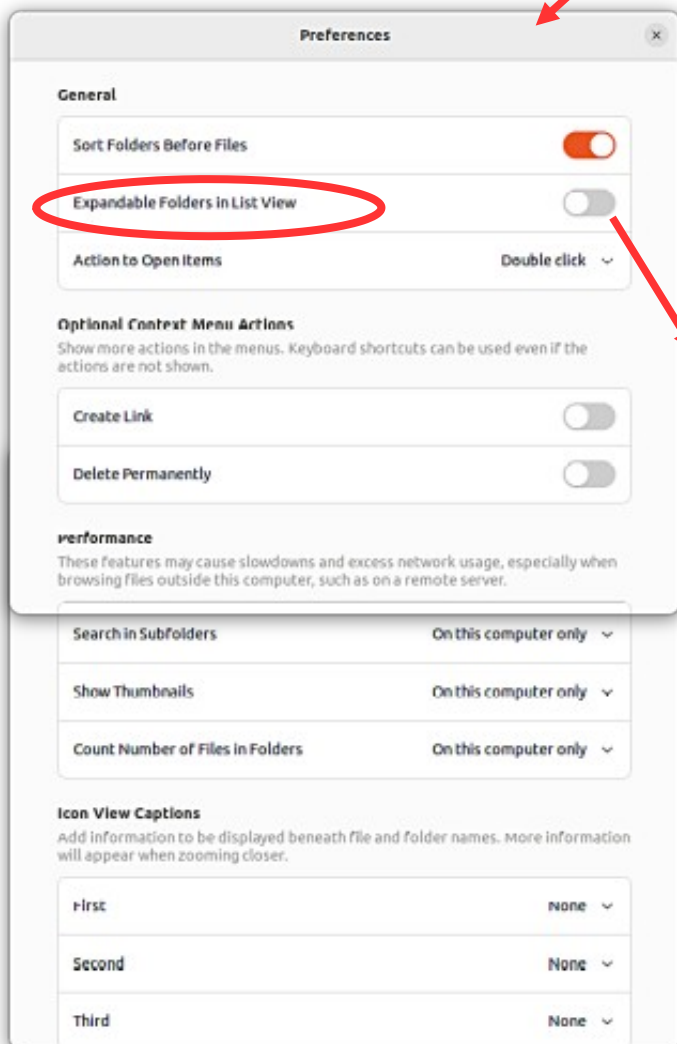 Preferences
General
Sort Folders Before Files
Expandable Folders in List View
Action to Open Items Double click
Optional Context Menu Actions
Show more actions in the menus. Keyboard shortcuts can be used even if the
actions are not shown.
Create Link
Delete Permanently
Performance
These features may cause slowdowns and excess network usage, especially when
browsing files outside this computer, such as on a remote server.
Search in Subfolders On this computer only
Show Thumbnails On this computer only
Count Number of Files in Folders On this computer only
Icon View Captions
Add information to be displayed beneath file and folder names. More information
will appear when zooming closer.
First None
Second None
Third None